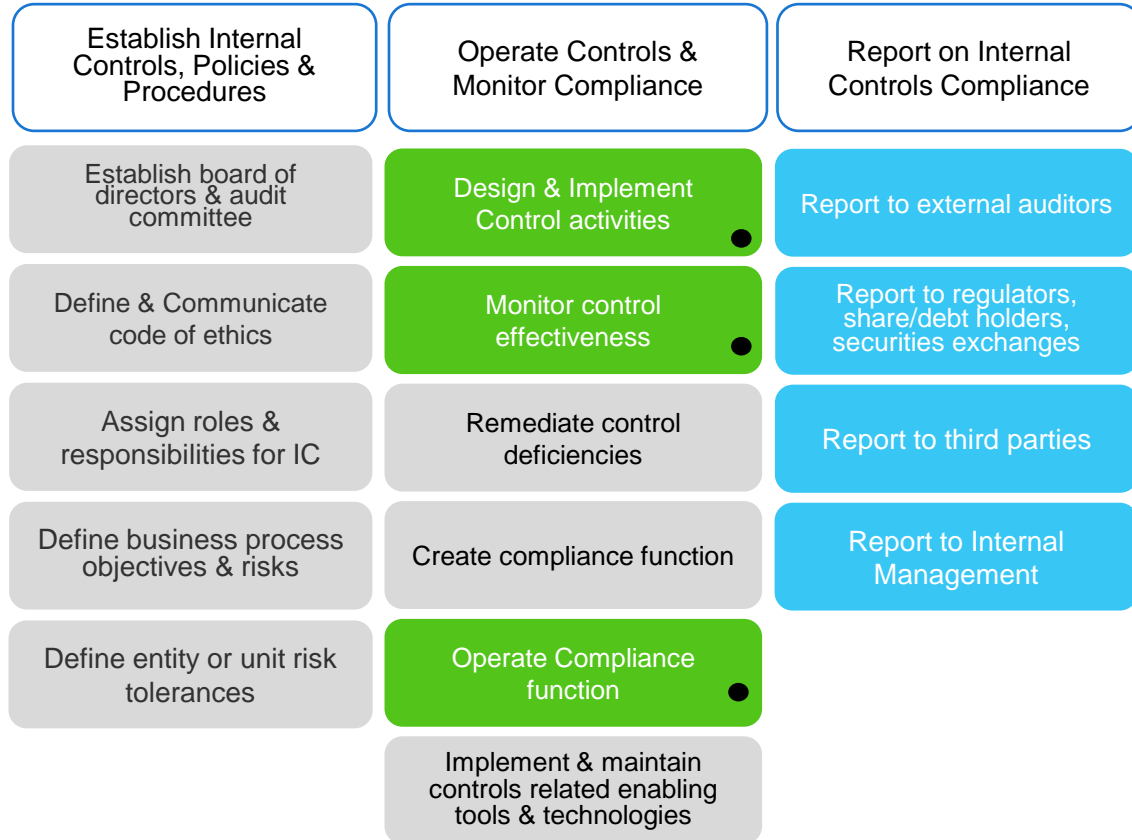 Establish Internal
Controls, Policies &
Procedures
Operate Controls &
Monitor Compliance
Report on Internal
Controls Compliance
Establish board of
directors & audit
committee
Define & Communicate
code of ethics
Assign roles &
responsibilities for IC
Define business process
objectives & risks
Define entity or unit risk
tolerances
Design & Implement
Control activities
Monitor control
effectiveness
Remediate control
deficiencies
Create compliance function
Operate Compliance
function
Implement & maintain
controls related enabling
tools & technologies
Report to external auditors
Report to regulators,
share/debt holders,
securities exchanges
Report to third parties
Report to Internal
Management